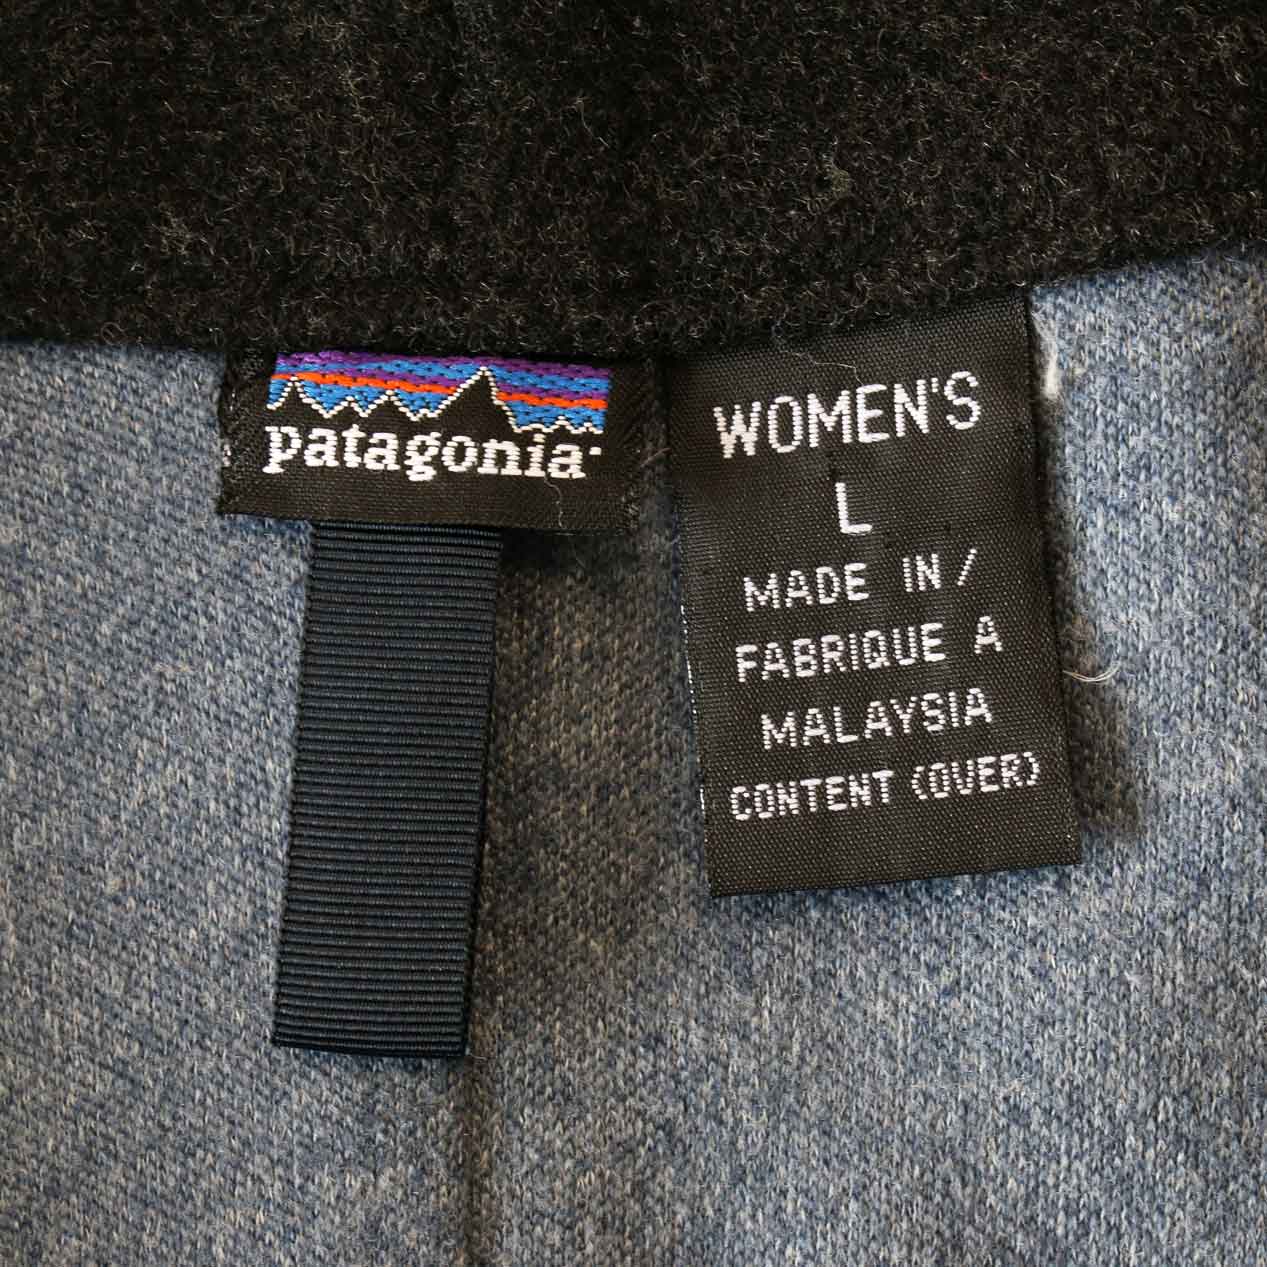 patagonia
WOMEN'S
L
MADE IN /
FABRIQUE A
MALAYSIA
CONTENT (OVER)